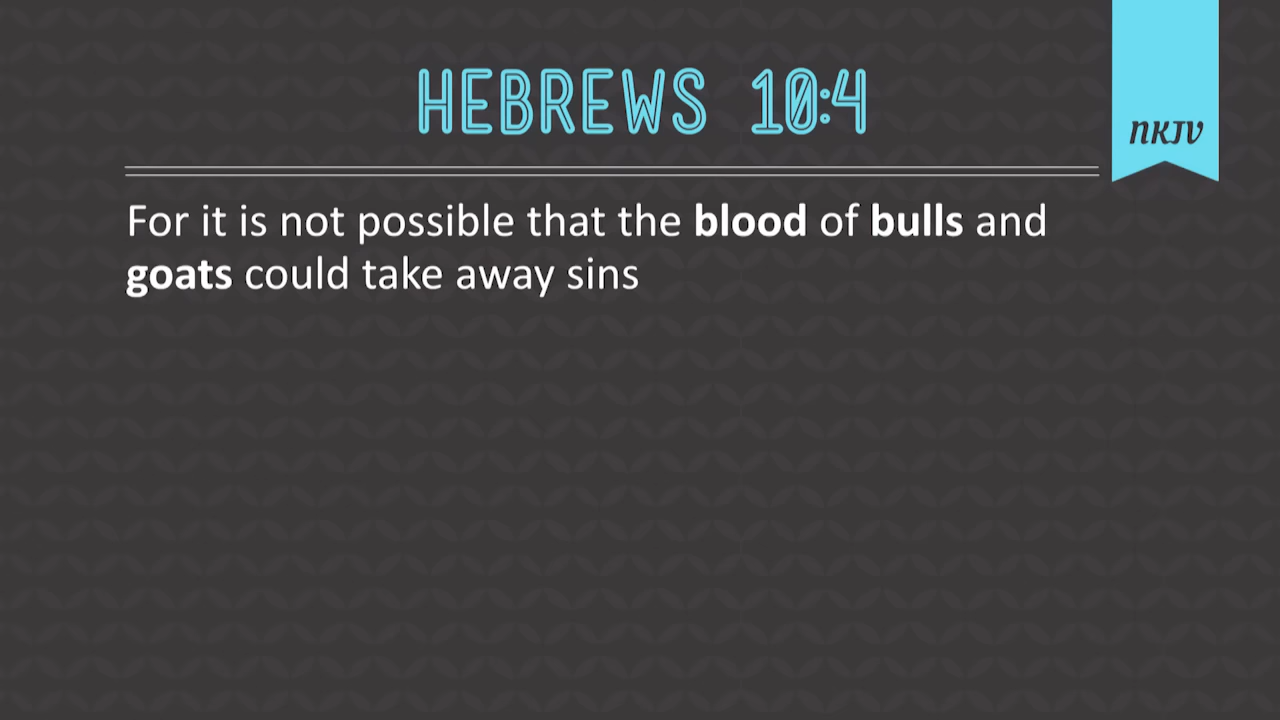 HEBREWS 10:4
NKJV
For it is not possible that the blood of bulls and
goats could take away sins